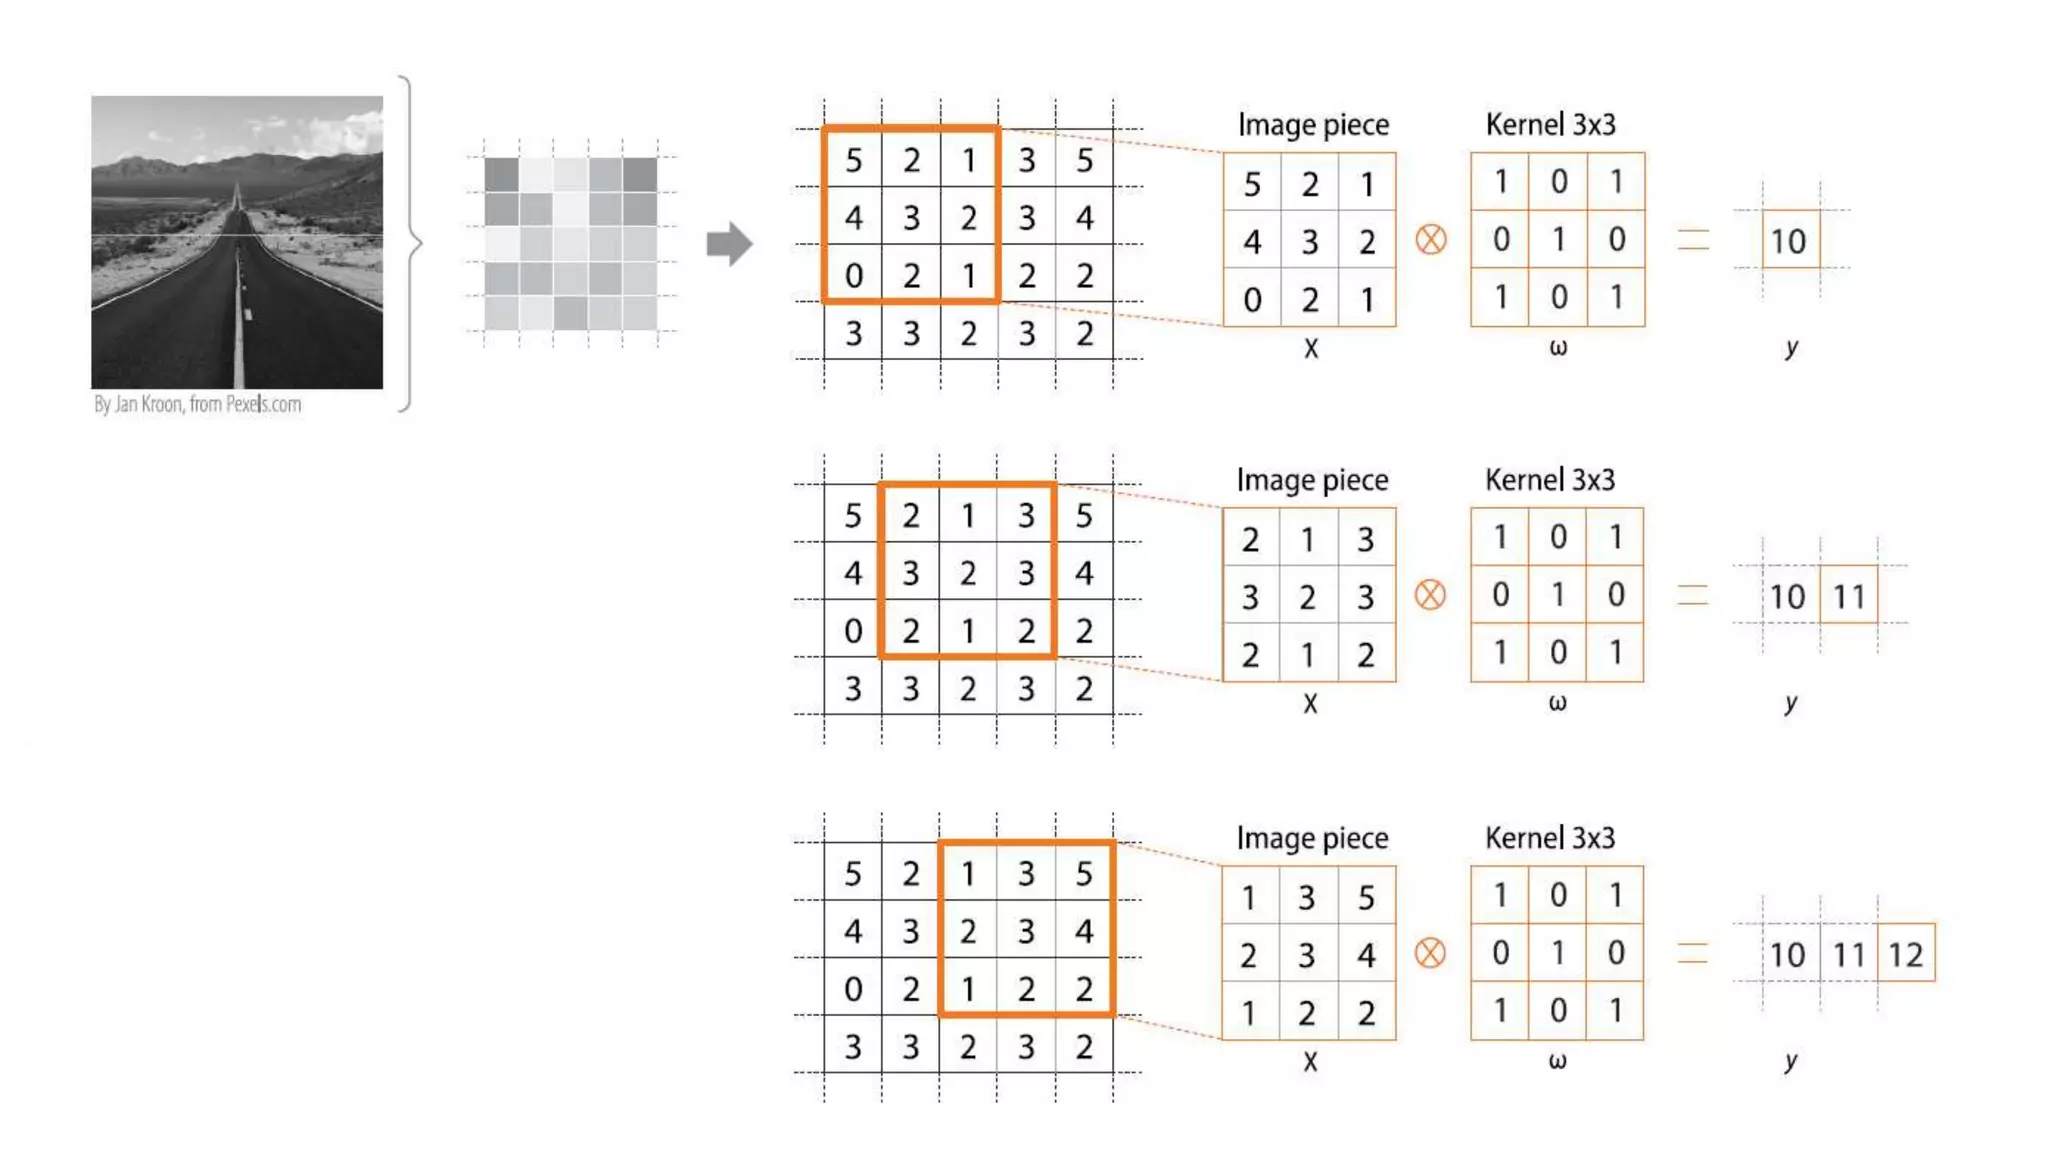 By Jan Kroon, from Pexels.com
5 2 1 3 5
4 3 2 3 4
0 2 1 2 2
3 3 2 3 2
Image piece
5 2 1
4 3 2
0 2 1
X
⊗
Kernel 3x3
1 0 1
0 1 0
1 0 1
ω
=
10
y
5 2 1 3 5
4 3 2 3 4
0 2 1 2 2
3 3 2 3 2
Image piece
2 1 3
3 2 3
2 1 2
X
⊗
Kernel 3x3
1 0 1
0 1 0
1 0 1
ω
=
10 11
y
5 2 1 3 5
4 3 2 3 4
0 2 1 2 2
3 3 2 3 2
Image piece
1 3 5
2 3 4
1 2 2
X
⊗
Kernel 3x3
1 0 1
0 1 0
1 0 1
ω
=
10 11 12
y